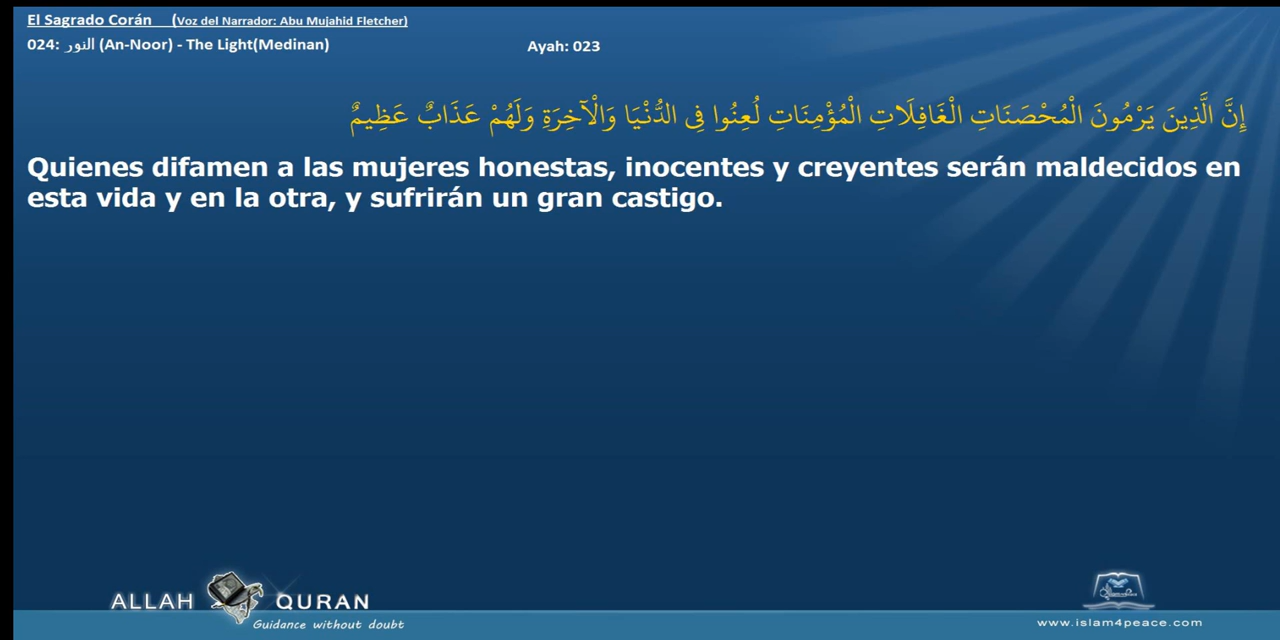 El Sagrado Corán (Voz del Narrador: Abu Mujahid Fletcher)
024: النور (An-Noor) - The Light(Medinan)
Ayah: 023
إِنَّ الَّذِينَ يَرْمُونَ الْمُحْصَنَاتِ الْغَافِلَاتِ الْمُؤْمِنَاتِ لُعِنُوا فِي الدُّنْيَا وَالْآخِرَةِ وَلَهُمْ عَذَابٌ عَظِيمٌ
Quienes difamen a las mujeres honestas, inocentes y creyentes serán maldecidos en
esta vida y en la otra, y sufrirán un gran castigo.
ALLAH QURAN
Guidance without doubt
www.islam4peace.com